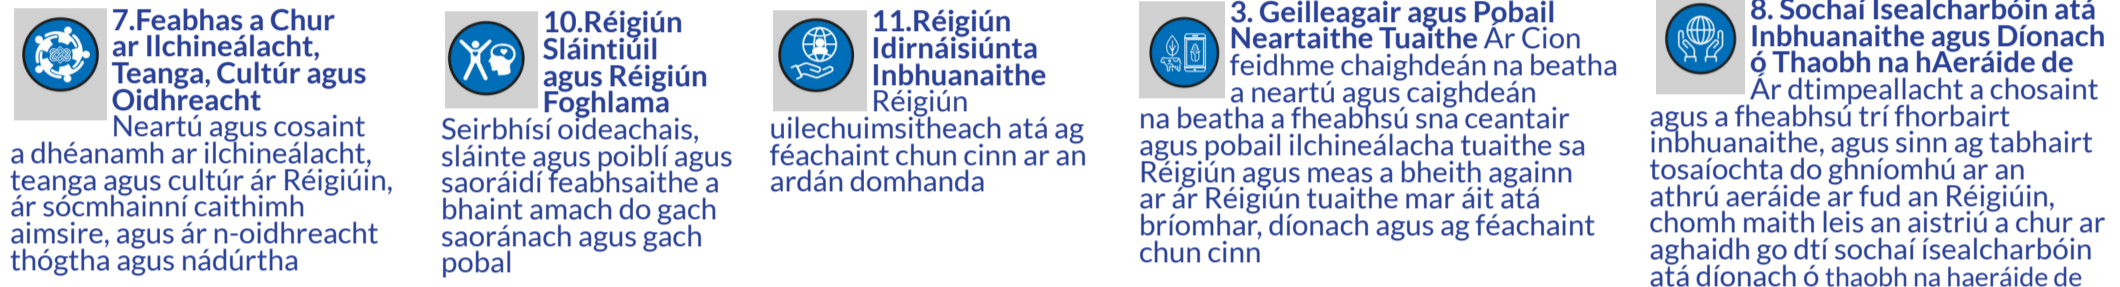 7.Feabhas a Chur
ar Ilchineálacht,
Teanga, Cultúr agus
Oidhreacht
Neartú agus cosaint
a dhéanamh ar ilchineálacht,
teanga agus cultúr ár Réigiúin,
ár sócmhainní caithimh
aimsire, agus ár n-oidhreacht
thógtha agus nádúrtha
10.Réigiún
Sláintiúil
agus Réigiún
Foghlama
Seirbhísí oideachais,
sláinte agus poiblí agus
saoráidí feabhsaithe a
bhaint amach do gach
saoránach agus gach
pobal
11.Réigiún
Idirnáisiúnta
Inbhuanaithe
Réigiún
uilechuimsitheach atá ag
féachaint chun cinn ar an
ardán domhanda
3. Geilleagair agus Pobail
Neartaithe Tuaithe Ár Cion
feidhme chaighdeán na beatha
a neartú agus caighdeán
na beatha a fheabhsú sna ceantair
agus pobail ilchineálacha tuaithe sa
Réigiún agus meas a bheith againn
ar ár Réigiún tuaithe mar áit atá
bríomhar, díonach agus ag féachaint
chun cinn
8. Sochaí Ísealcharbóin atá
Inbhuanaithe agus Díonach
ó Thaobh na hAeráide de
Ár dtimpeallacht a chosaint
agus a fheabhsú trí fhorbairt
inbhuanaithe, agus sinn ag tabhairt
tosaíochta do ghníomhú ar an
athrú aeráide ar fud an Réigiúin,
chomh maith leis an aistriú a chur ar
aghaidh go dtí sochaí ísealcharbóin
atá díonach ó thaobh na haeráide de